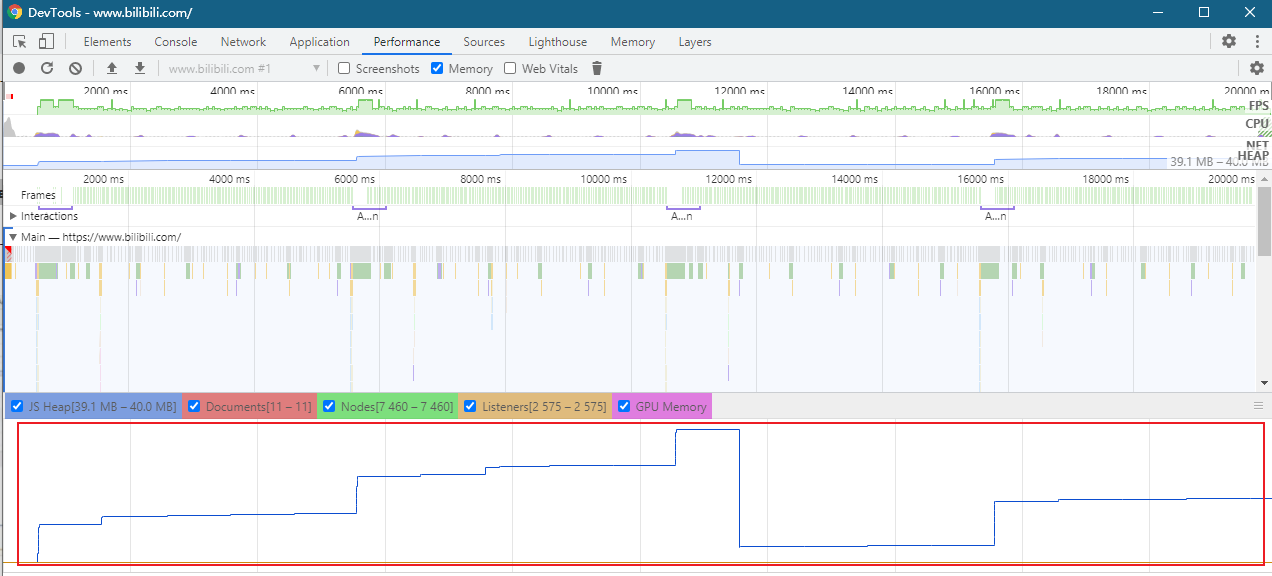 DevTools - www.bilibili.com/
Elements Console Network Application Performance Sources Lighthouse Memory Layers
www.bilibili.com #1 Screenshots Memory Web Vitals
2000 ms 4000 ms 6000 ms 8000 ms 10000 ms 12000 ms 14000 ms 16000 ms 18000 ms 20000 m
FPS
CPU
NET
HEAP
39.1 MB – 40.0 MB
2000 ms 4000 ms 6000 ms 8000 ms 10000 ms 12000 ms 14000 ms 16000 ms 18000 ms 20000 ms
Frames
Interactions A...n A...n A...n
Main — https://www.bilibili.com/
JS Heap[39.1 MB – 40.0 MB] Documents[11 – 11] Nodes[7 460 – 7 460] Listeners[2 575 – 2 575] GPU Memory